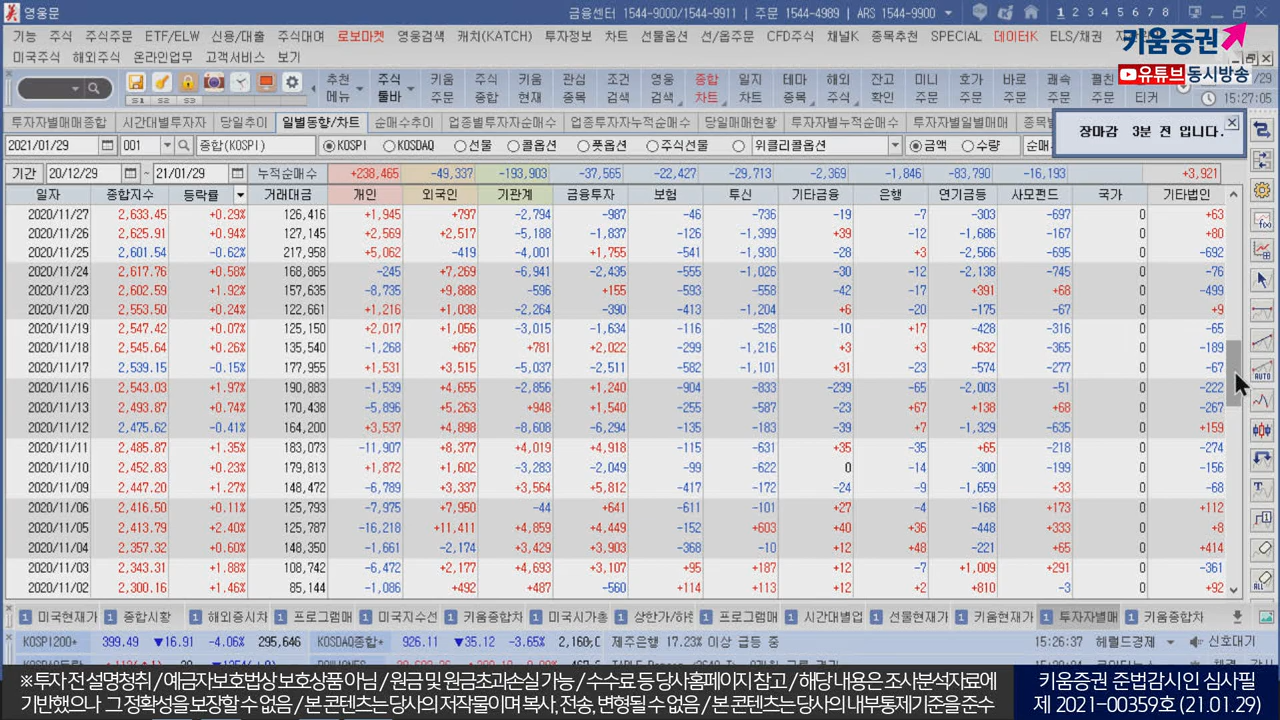 영웅문 금융센터 1544-9000/1544-9911 | 주문 1544-4989 | ARS 1544-9900 1 2 3 4 5 6 7 8
기능 주식 주식주문 ETF/ELW 신용/대출 주식대여 로보마켓 영웅검색 캐치(KATCH) 투자정보 차트 선물옵션 선/옵주문 CFD주식 채널K 종목추천 SPECIAL 데이터K ELS/채권
미국주식 해외주식 온라인업무 고객서비스 보기
키움증권
유튜브 동시방송
추천메뉴 주식툴바 키움주문 주식종합 키움현재 관심종목 조건검색 영웅검색 종합차트 일지차트 테마종목 해외주식 잔고확인 미니주문 호가주문 바로주문 쾌속주문 펼친주문 티커 15:27:05
S1 S2 S3 S4 S5 S6 S7 S8
투자자별매매종합 시간대별투자자 당일추이 일별동향/차트 순매수추이 업종별투자자순매수 업종투자자누적순매수 당일매매현황 투자자별누적순매수 투자자별일별매매
장마감 3분 전 입니다.
2021/01/29 001 종합(KOSPI) KOSPI KOSDAQ 선물 콜옵션 풋옵션 주식선물 위클리콜옵션 금액 수량
기간 20/12/29 ~ 21/01/29 누적순매수 +238,465 -49,337 -193,903 -37,565 -22,427 -29,713 -2,369 -1,846 -83,790 -16,193 +3,921
일자 종합지수 등락률 거래대금 개인 외국인 기관계 금융투자 보험 투신 기타금융 은행 연기금등 사모펀드 국가 기타법인
2020/11/27 2,633.45 +0.29% 126,416 +1,945 +797 -2,794 -987 -46 -736 -19 -7 -303 -697 0 +63
2020/11/26 2,625.91 +0.94% 127,145 +2,569 +2,517 -5,188 -1,837 -126 -1,399 +39 -12 -1,686 -167 0 +80
2020/11/25 2,601.54 -0.62% 217,958 +5,062 -419 -4,001 +1,755 -541 -1,930 -28 +3 -2,566 -695 0 -692
2020/11/24 2,617.76 +0.58% 168,865 -245 +7,269 -6,941 -2,435 -555 -1,026 -30 -12 -2,138 -745 0 -76
2020/11/23 2,602.59 +1.92% 157,635 -8,735 +9,888 -596 +155 -593 -558 -42 -17 +391 +68 0 -499
2020/11/20 2,553.50 +0.24% 122,661 +1,216 +1,038 -2,264 -390 -413 -1,204 +6 -20 -175 -67 0 +9
2020/11/19 2,547.42 +0.07% 125,150 +2,017 +1,056 -3,015 -1,634 -116 -528 -10 +17 -428 -316 0 -65
2020/11/18 2,545.64 +0.26% 135,540 -1,268 +667 +781 +2,022 -299 -1,216 +3 +3 +632 -365 0 -189
2020/11/17 2,539.15 -0.15% 177,955 +1,531 +3,515 -5,037 -2,511 -582 -1,101 +31 -23 -574 -277 0 -67
2020/11/16 2,543.03 +1.97% 190,883 -1,539 +4,655 -2,856 +1,240 -904 -833 -239 -65 -2,003 -51 0 -222
2020/11/13 2,493.87 +0.74% 170,438 -5,896 +5,263 +948 +1,540 -255 -587 -23 +67 +138 +68 0 -267
2020/11/12 2,475.62 -0.41% 164,200 +3,537 +4,898 -8,608 -6,294 -135 -183 -39 +7 -1,329 -635 0 +159
2020/11/11 2,485.87 +1.35% 183,073 -11,907 +8,377 +4,019 +4,918 -115 -631 +35 -35 +65 -218 0 -274
2020/11/10 2,452.83 +0.23% 179,813 +1,872 +1,602 -3,283 -2,049 -99 -622 0 -14 -300 -199 0 -156
2020/11/09 2,447.20 +1.27% 148,472 -6,789 +3,337 +3,564 +5,812 -417 -172 -24 -9 -1,659 +33 0 -68
2020/11/06 2,416.50 +0.11% 125,793 -7,975 +7,950 -44 +641 -611 -101 +27 -4 -168 +173 0 +112
2020/11/05 2,413.79 +2.40% 125,787 -16,218 +11,411 +4,859 +4,449 -152 +603 +40 +36 -448 +333 0 +8
2020/11/04 2,357.32 +0.60% 148,350 -1,661 -2,174 +3,429 +3,903 -368 -10 +12 +48 -221 +65 0 +414
2020/11/03 2,343.31 +1.88% 108,742 -6,472 +2,177 +4,693 +3,107 +95 +187 +12 -7 +1,009 +291 0 -361
2020/11/02 2,300.16 +1.46% 85,144 -1,086 +492 +487 -560 +114 +113 +12 +2 +810 -3 0 +92
1 미국현재가 1 종합시황 1 해외증시차 1 프로그램매 1 미국지수선 1 키움종합차 1 미국시가총 1 상한가/하한 1 프로그램매 1 시간대별업 1 선물현재가 1 키움현재가 1 투자자별매 1 키움종합차
KOSPI200+ 399.49 ▼16.91 -4.06% 295,646 KOSDAQ종합+ 926.11 ▼35.12 -3.65% 제주은행 17.23% 이상 급등 중 15:26:37 헤럴드경제 신호대기
※ 투자 전 설명청취 / 예금자보호법상 보호상품 아님 / 원금 및 원금초과손실 가능 / 수수료 등 당사홈페이지 참고 / 해당 내용은 조사분석자료에
기반했으나 그 정확성을 보장할 수 없음 / 본 콘텐츠는 당사의 저작물이며 복사, 전송, 변형될 수 없음 / 본 콘텐츠는 당사의 내부통제기준을 준수
키움증권 준법감시인 심사필
제 2021-00359호 (21.01.29)